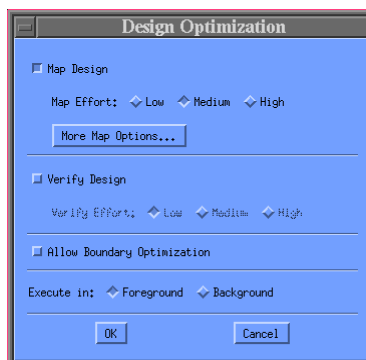 Design Optimization
Map Design
Map Effort: Low Medium High
More Map Options...
Verify Design
Verify Effort: Low Medium High
Allow Boundary Optimization
Execute in: Foreground Background
OK Cancel